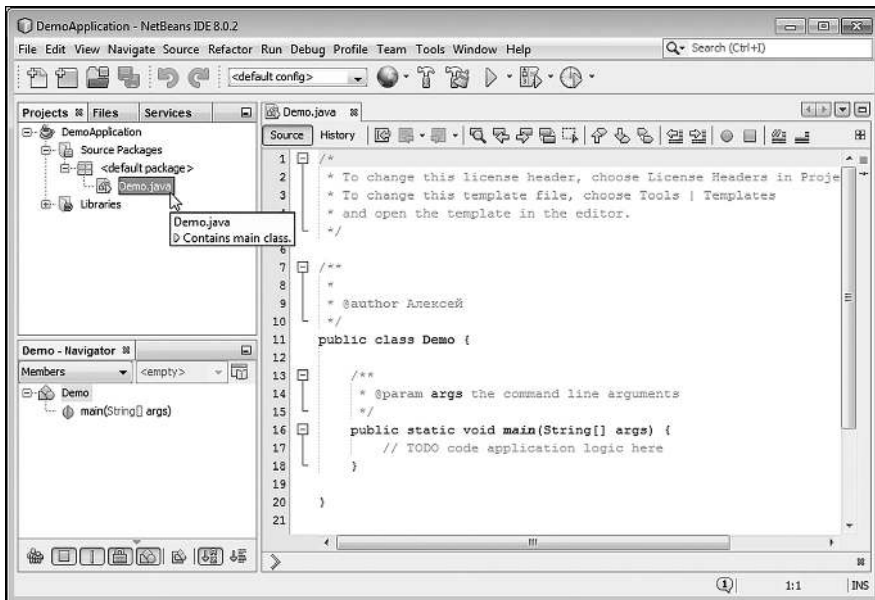 DemoApplication - NetBeans IDE 8.0.2
File Edit View Navigate Source Refactor Run Debug Profile Team Tools Window Help
Search (Ctrl+I)
<default config>
Projects Files Services
DemoApplication
Source Packages
<default package>
Demo.java
Libraries
Demo.java
Contains main class.
Demo - Navigator
Members <empty>
Demo
main(String[] args)
Demo.java
Source History
1 /*
2 * To change this license header, choose License Headers in Proje
3 * To change this template file, choose Tools | Templates
* and open the template in the editor.
*/
6
7 /**
8 *
9 * @author Алексей
10 */
11 public class Demo {
12
13 /**
14 * @param args the command line arguments
15 */
16 public static void main(String[] args) {
17 // TODO code application logic here
18 }
19
20 }
21
1:1 INS